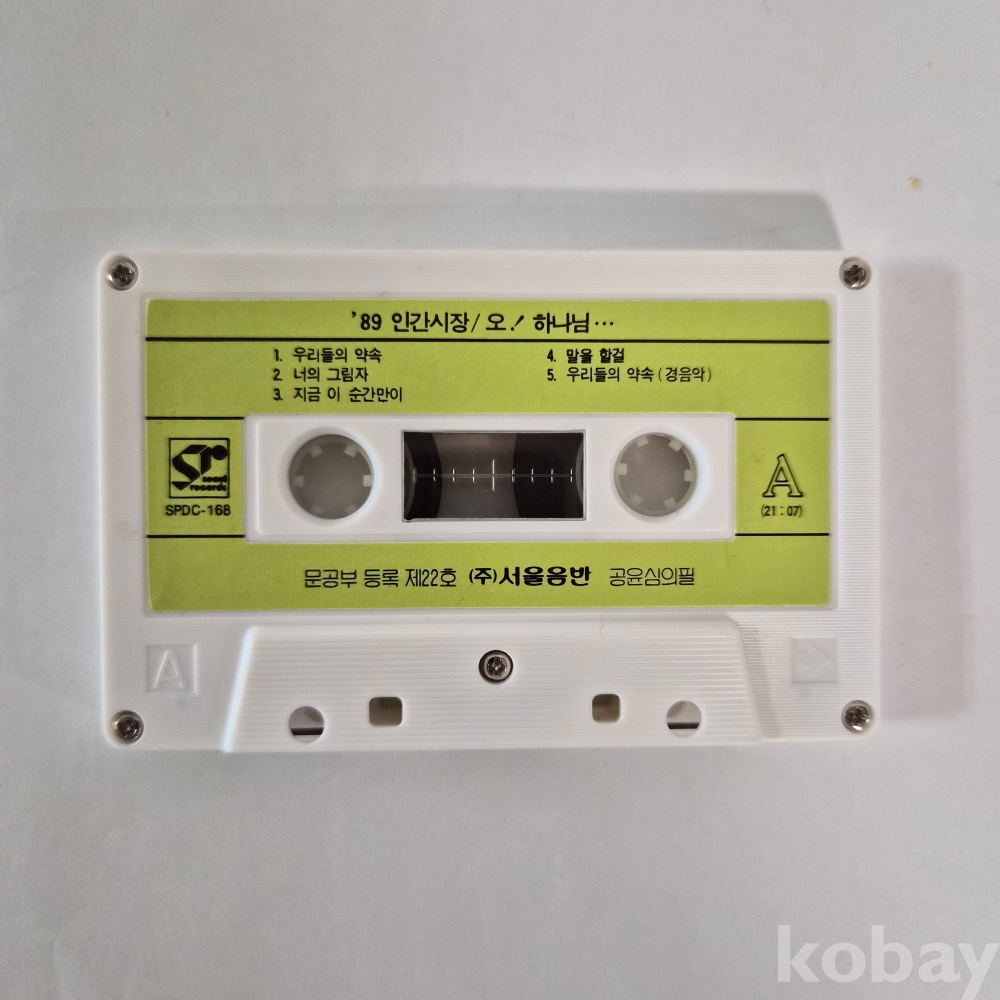 '89 인간시장/오! 하나님…
1. 우리들의 약속
2. 너의 그림자
3. 지금 이 순간만이
4. 말을 할걸
5. 우리들의 약속(경음악)
sr
seoul
records
SPDC-168
A
(21:07)
문공부 등록 제22호 (주)서울음반 공윤심의필
A
kobay